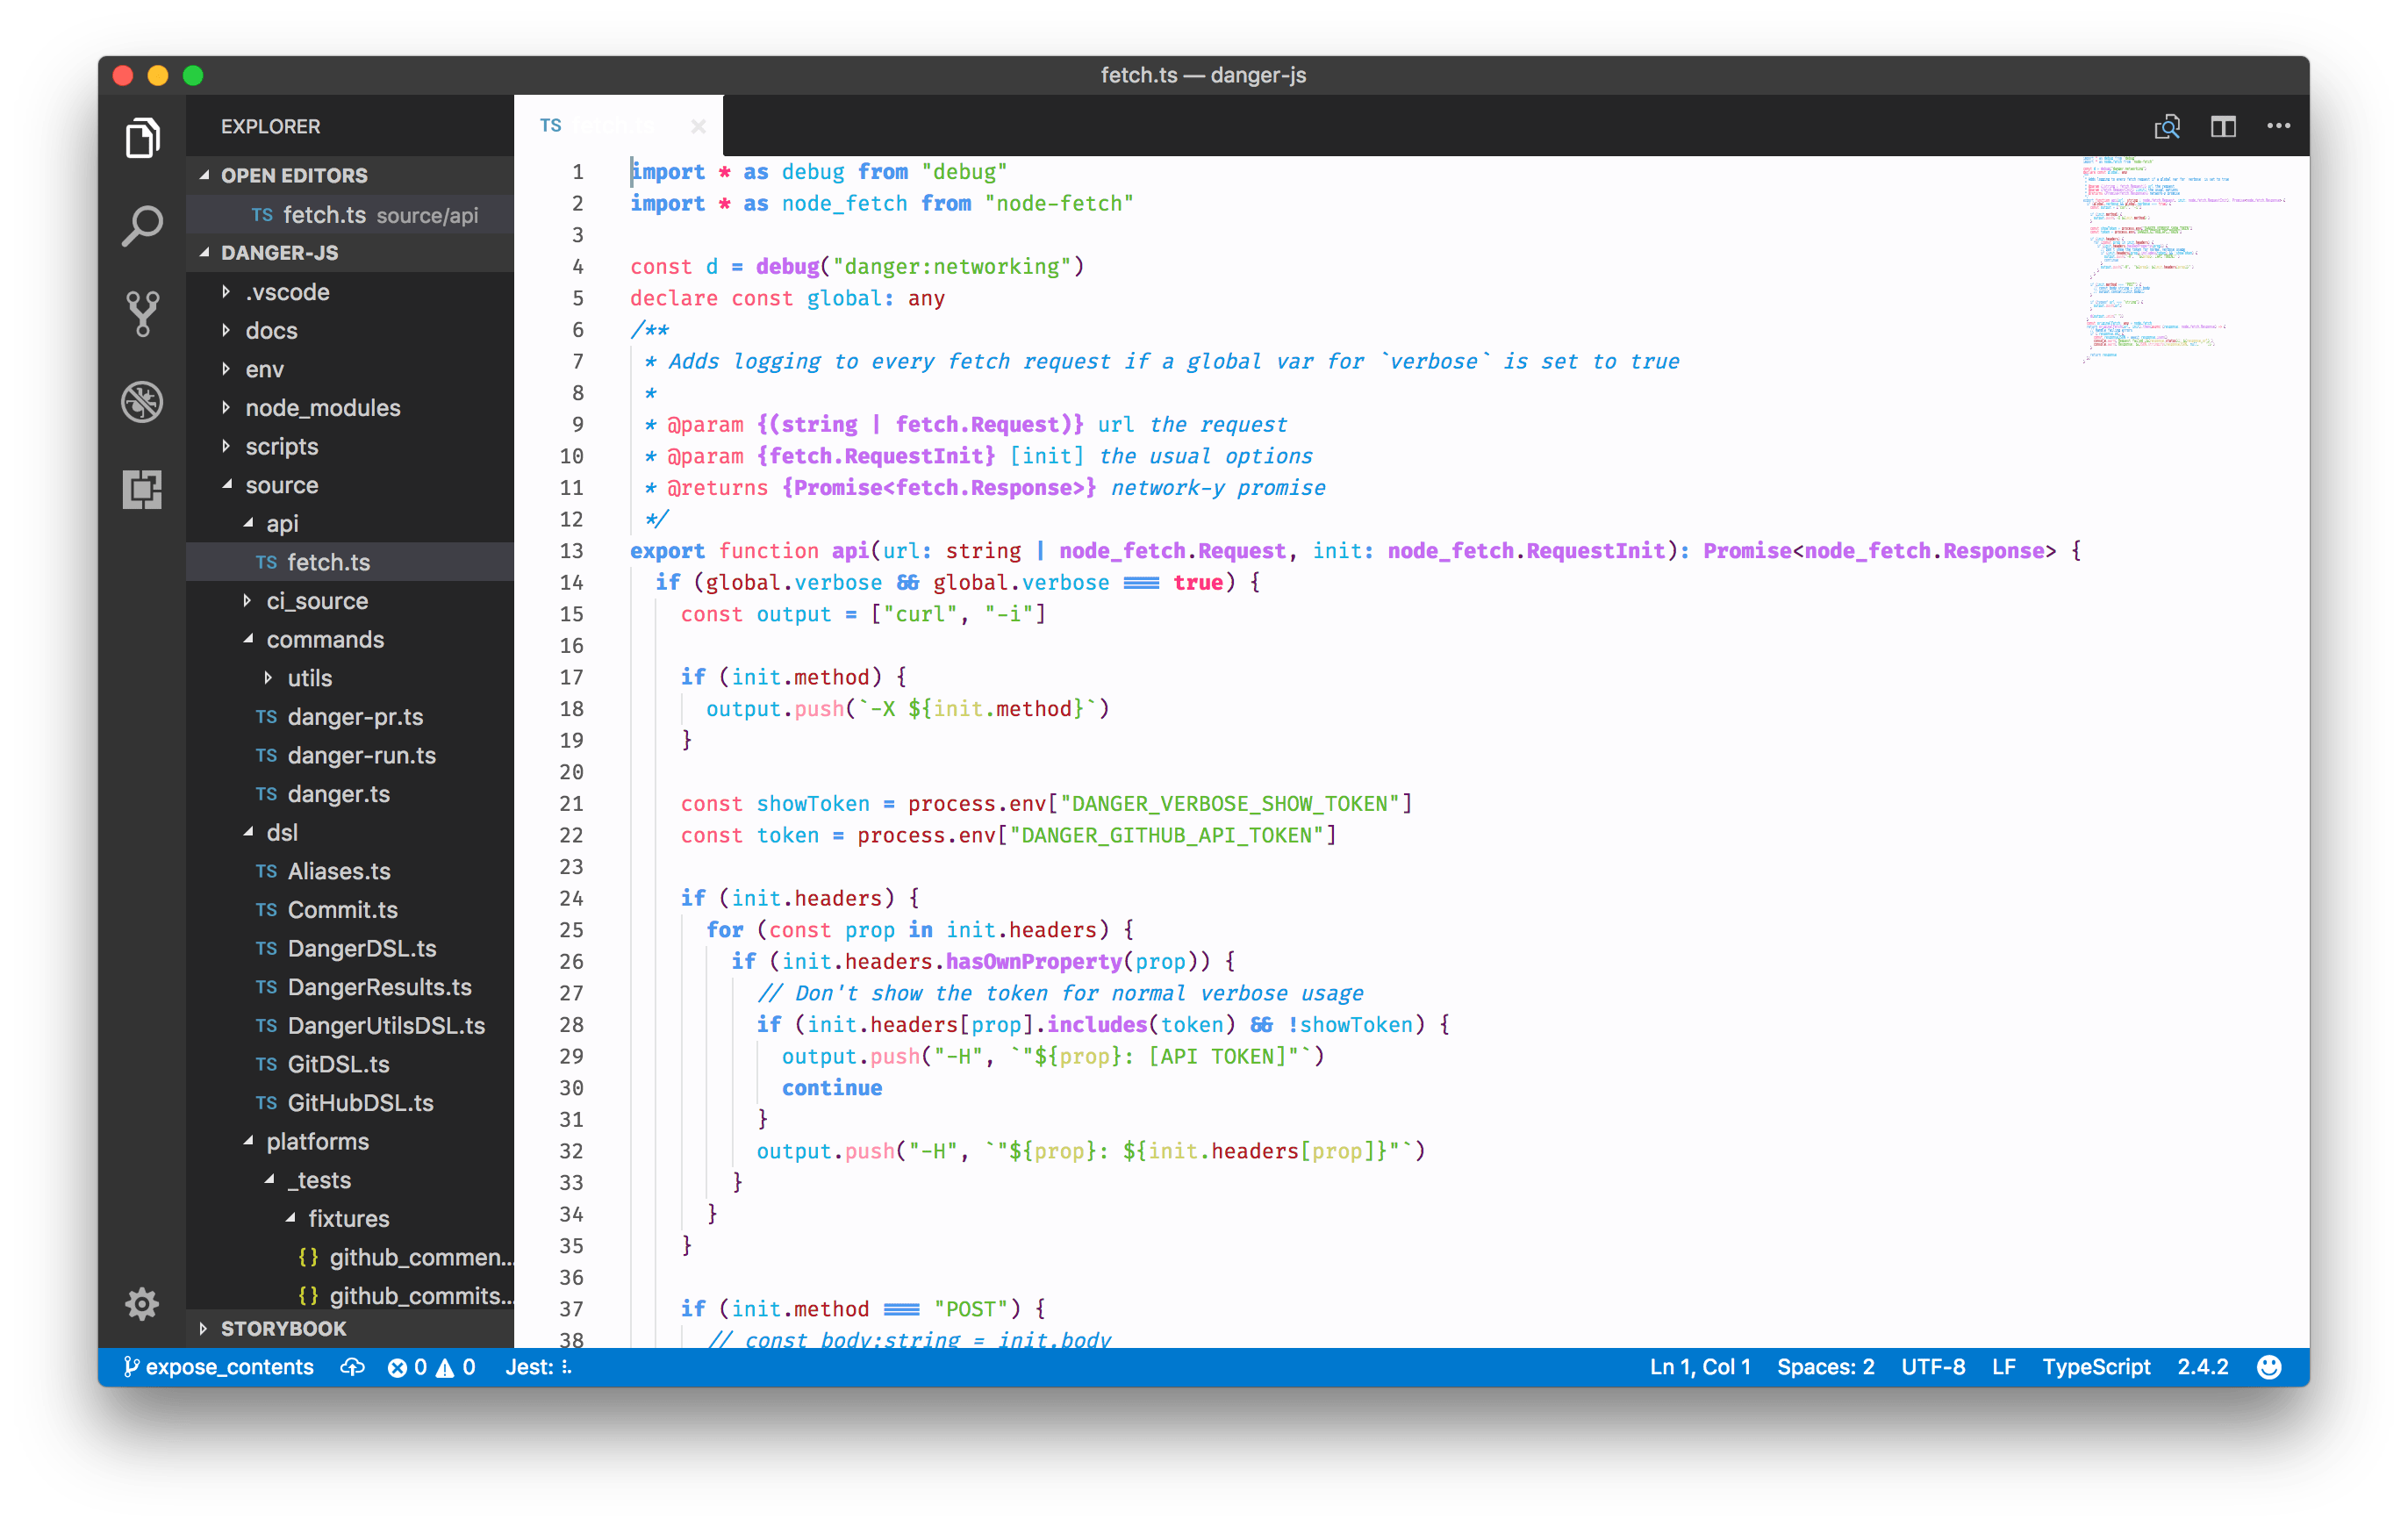 fetch.ts — danger-js
EXPLORER
OPEN EDITORS
TS fetch.ts source/api
DANGER-JS
.vscode
docs
env
node_modules
scripts
source
api
TS fetch.ts
ci_source
commands
utils
TS danger-pr.ts
TS danger-run.ts
TS danger.ts
dsl
TS Aliases.ts
TS Commit.ts
TS DangerDSL.ts
TS DangerResults.ts
TS DangerUtilsDSL.ts
TS GitDSL.ts
TS GitHubDSL.ts
platforms
_tests
fixtures
{} github_commen...
{} github_commits...
STORYBOOK
TS
1 import * as debug from "debug"
2 import * as node_fetch from "node-fetch"
3
4 const d = debug("danger:networking")
5 declare const global: any
6 /**
7 * Adds logging to every fetch request if a global var for `verbose` is set to true
8 *
9 * @param {(string | fetch.Request)} url the request
10 * @param {fetch.RequestInit} [init] the usual options
11 * @returns {Promise<fetch.Response>} network-y promise
12 */
13 export function api(url: string | node_fetch.Request, init: node_fetch.RequestInit): Promise<node_fetch.Response> {
14 if (global.verbose && global.verbose === true) {
15 const output = ["curl", "-i"]
16
17 if (init.method) {
18 output.push(`-X ${init.method}`)
19 }
20
21 const showToken = process.env["DANGER_VERBOSE_SHOW_TOKEN"]
22 const token = process.env["DANGER_GITHUB_API_TOKEN"]
23
24 if (init.headers) {
25 for (const prop in init.headers) {
26 if (init.headers.hasOwnProperty(prop)) {
27 // Don't show the token for normal verbose usage
28 if (init.headers[prop].includes(token) && !showToken) {
29 output.push("-H", `"${prop}: [API TOKEN]"`)
30 continue
31 }
32 output.push("-H", `"${prop}: ${init.headers[prop]}"`)
33 }
34 }
35 }
36
37 if (init.method === "POST") {
38 // const body:string = init.body
expose_contents 0 0 Jest:
Ln 1, Col 1 Spaces: 2 UTF-8 LF TypeScript 2.4.2